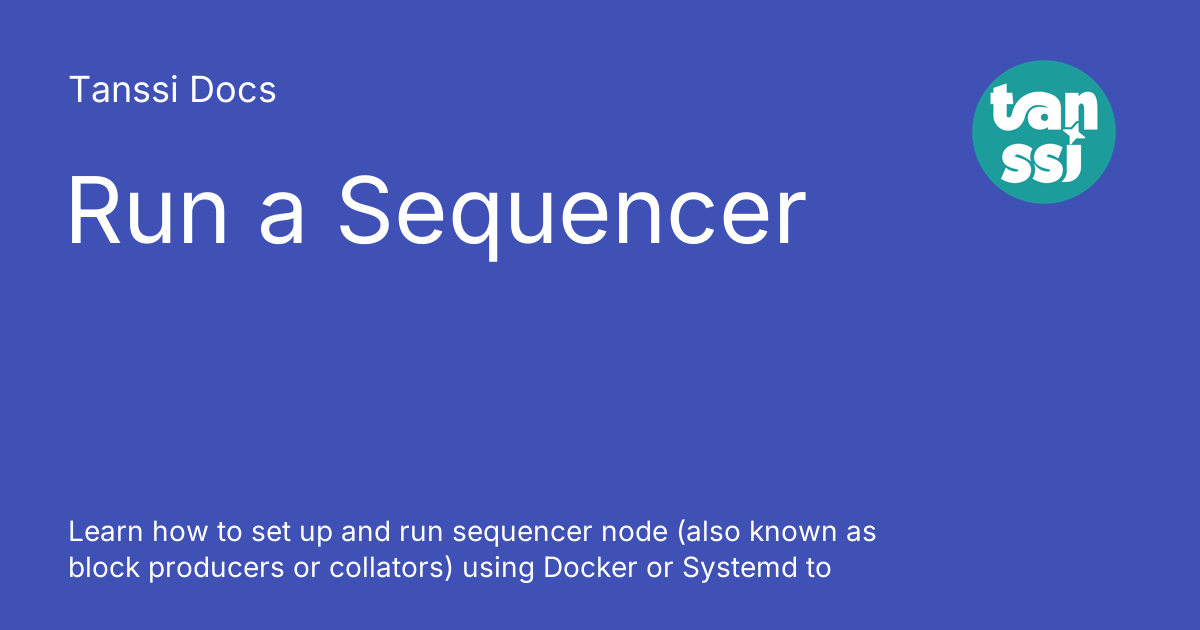 Tanssi Docs
tan
ssi
Run a Sequencer
Learn how to set up and run sequencer node (also known as
block producers or collators) using Docker or Systemd to